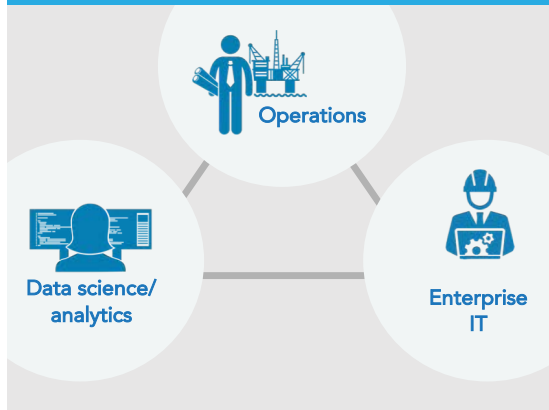 Operations
Data science/
analytics
Enterprise
IT